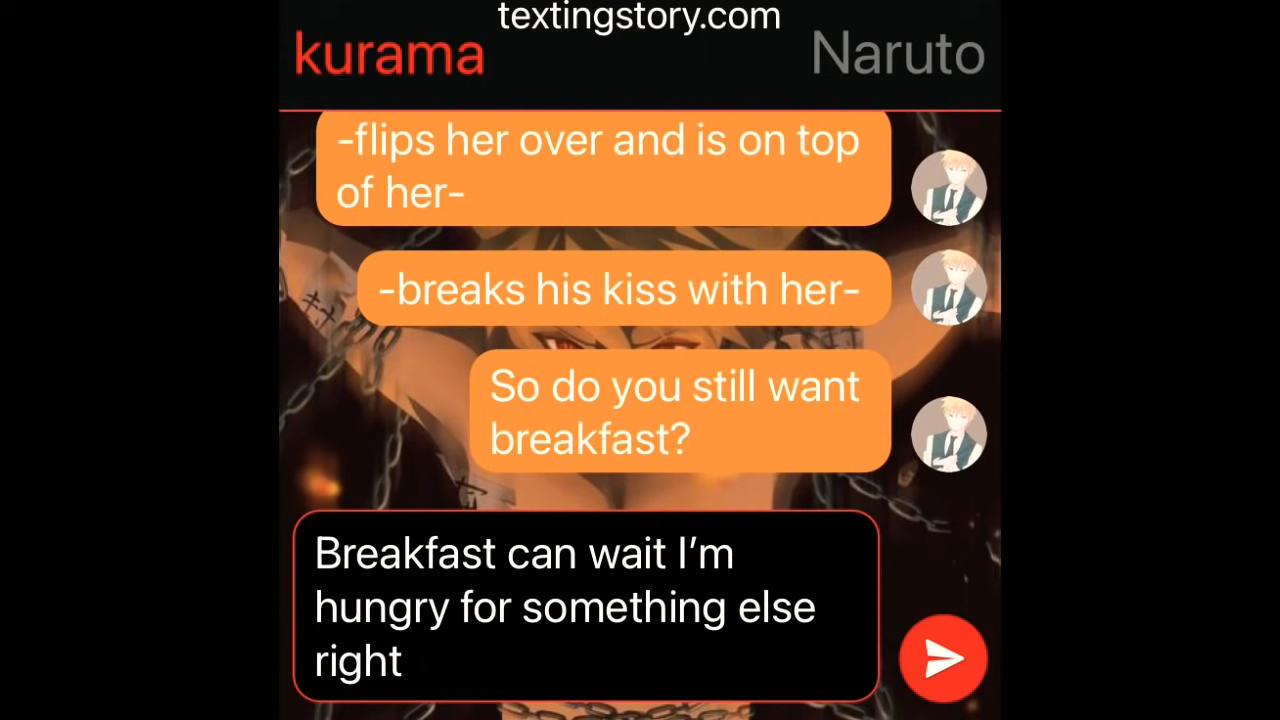 textingstory.com
kurama
Naruto
-flips her over and is on top
of her-
-breaks his kiss with her-
So do you still want
breakfast?
Breakfast can wait I’m
hungry for something else
right